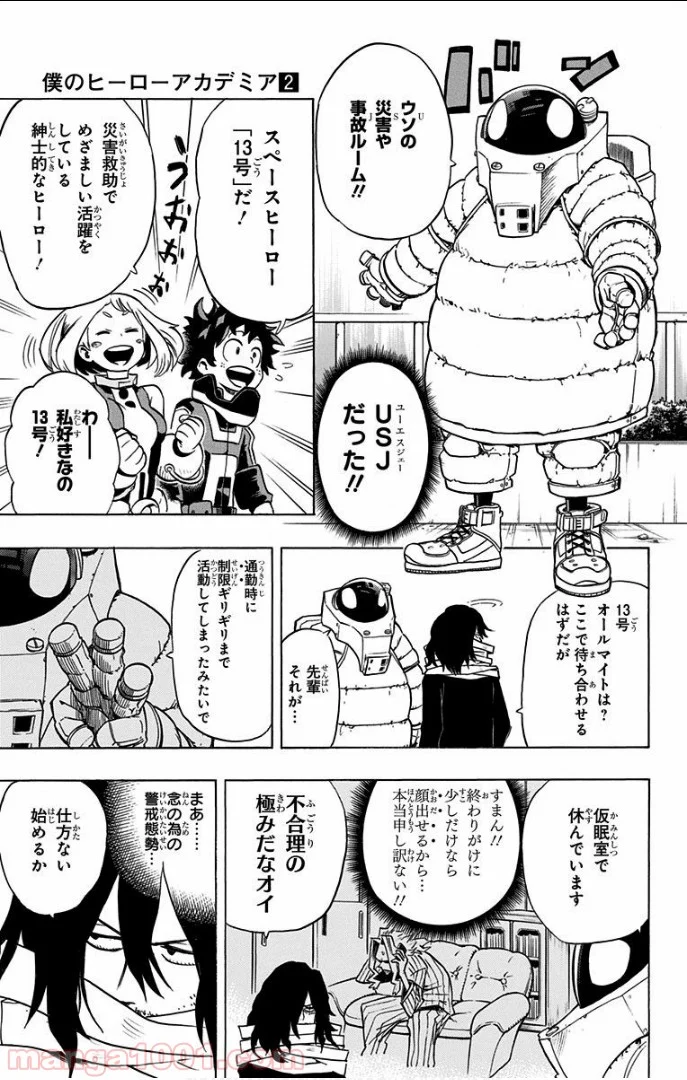 僕のヒーローアカデミア2
ウソの
災害や
事故ルーム!!
USJ
だった!!
スペースヒーロー
「13号」だ!
災害救助で
めざましい活躍を
している
紳士的なヒーロー!
うおおお
わーー
私好きなの
13号!
13号
オールマイトは?
ここで待ち合わせる
はずだが
先輩
それが…
通勤時に
制限ギリギリまで
活動してしまったみたいで
仮眠室で
休んでいます
すまん!!
終わりがけに
少しだけなら
顔出せるから…
本当申し訳ない!!
不合理の
極みだなオイ
まあ……
念の為の
警戒態勢…
仕方ない
始めるか
manga1001.com